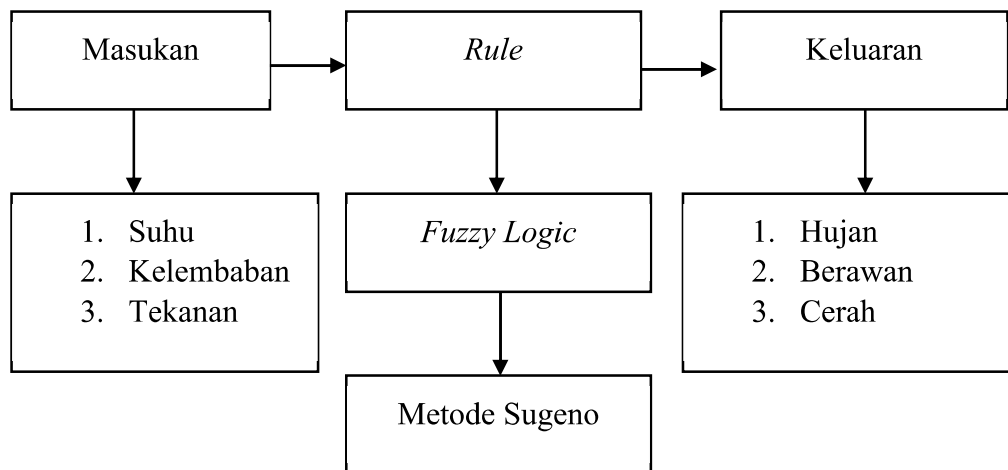 Masukan
Rule
Keluaran
1. Suhu
2. Kelembaban
3. Tekanan
Fuzzy Logic
1. Hujan
2. Berawan
3. Cerah
Metode Sugeno